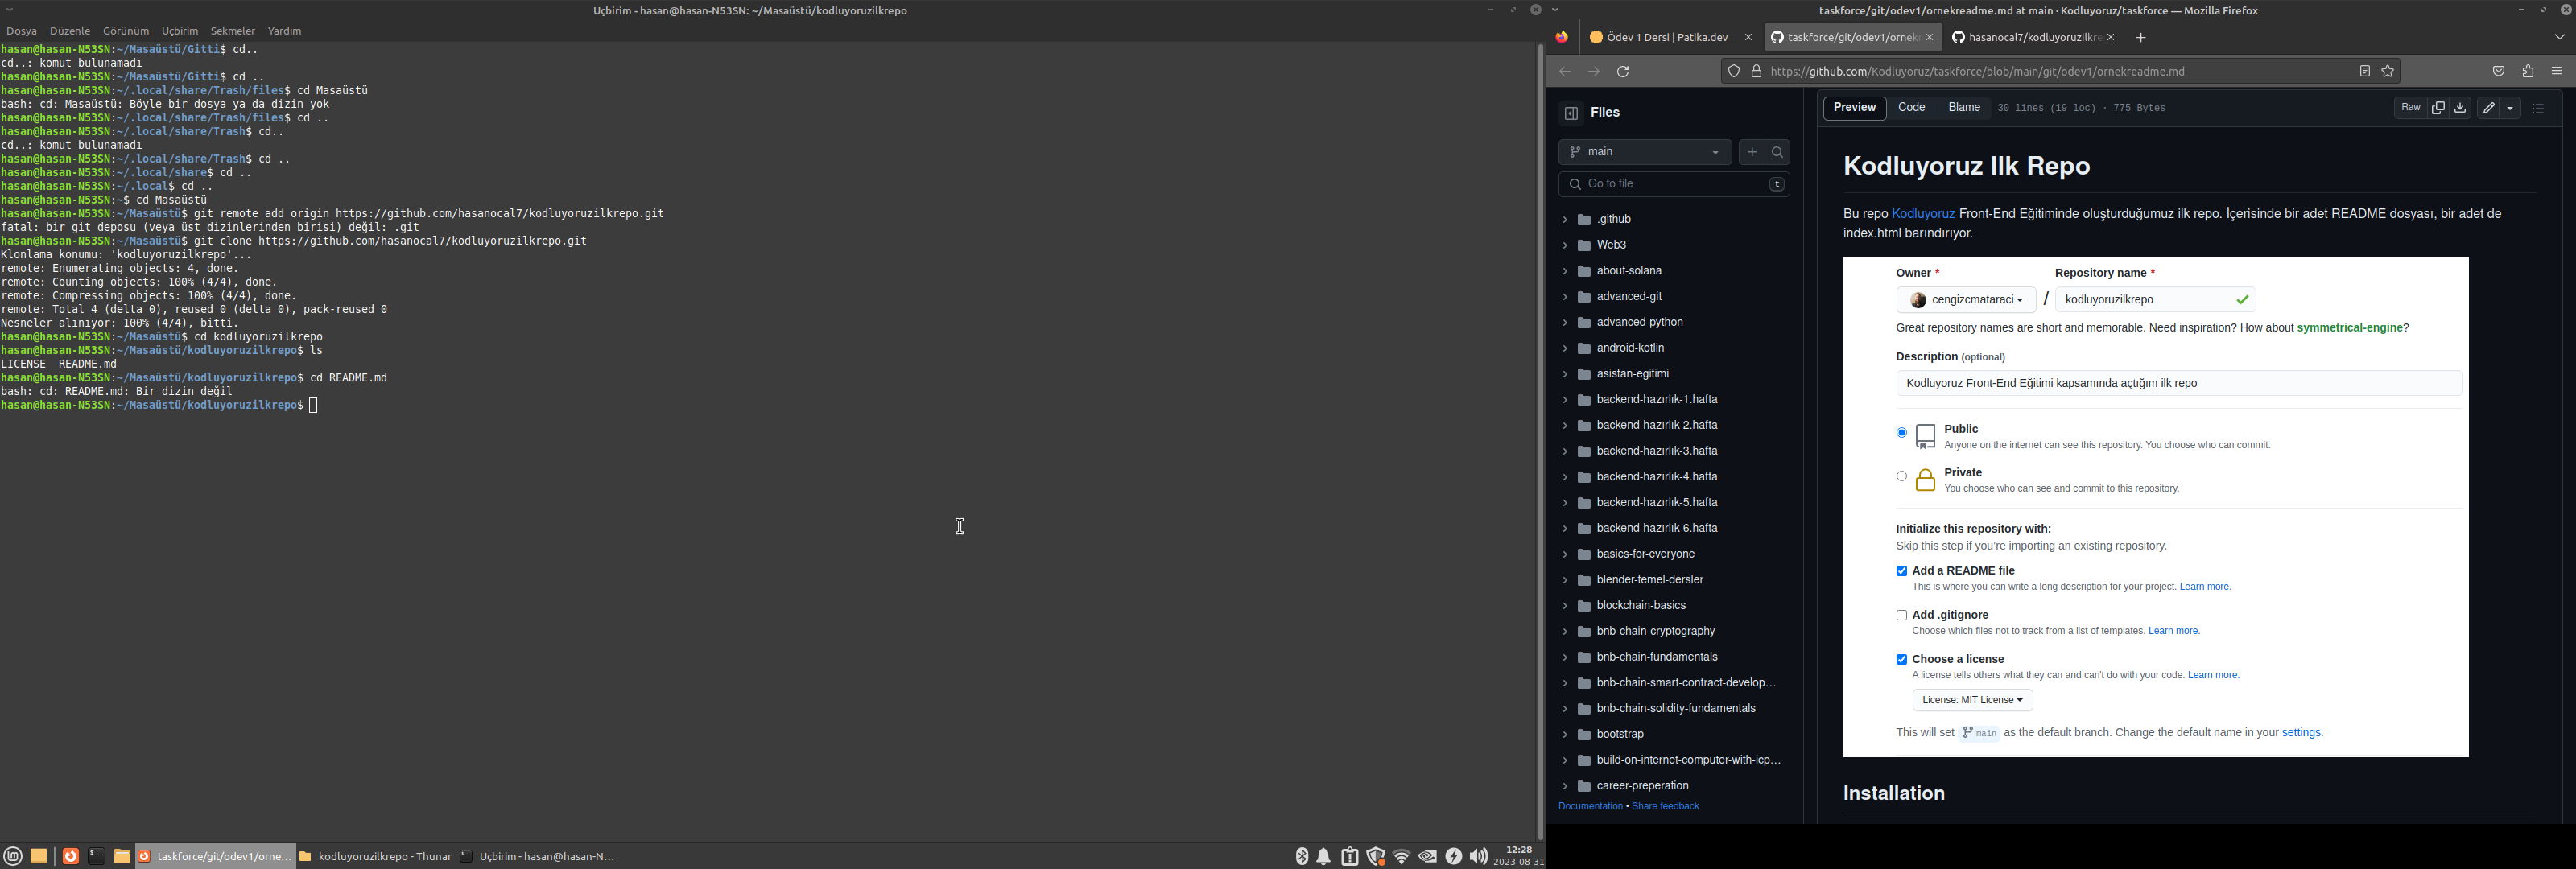 Uçbirim - hasan@hasan-N53SN: ~/Masaüstü/kodluyoruzilkrepo
Dosya Düzenle Görünüm Uçbirim Sekmeler Yardım
hasan@hasan-N53SN:~/Masaüstü/Gitti$ cd..
cd..: komut bulunamadı
hasan@hasan-N53SN:~/Masaüstü/Gitti$ cd ..
hasan@hasan-N53SN:~/.local/share/Trash/files$ cd Masaüstü
bash: cd: Masaüstü: Böyle bir dosya ya da dizin yok
hasan@hasan-N53SN:~/.local/share/Trash/files$ cd ..
hasan@hasan-N53SN:~/.local/share/Trash$ cd..
cd..: komut bulunamadı
hasan@hasan-N53SN:~/.local/share/Trash$ cd ..
hasan@hasan-N53SN:~/.local/share$ cd ..
hasan@hasan-N53SN:~/.local$ cd ..
hasan@hasan-N53SN:~$ cd Masaüstü
hasan@hasan-N53SN:~/Masaüstü$ git remote add origin https://github.com/hasanocal7/kodluyoruzilkrepo.git
fatal: bir git deposu (veya üst dizinlerinden birisi) değil: .git
hasan@hasan-N53SN:~/Masaüstü$ git clone https://github.com/hasanocal7/kodluyoruzilkrepo.git
Klonlama konumu: 'kodluyoruzilkrepo'...
remote: Enumerating objects: 4, done.
remote: Counting objects: 100% (4/4), done.
remote: Compressing objects: 100% (4/4), done.
remote: Total 4 (delta 0), reused 0 (delta 0), pack-reused 0
Nesneler alınıyor: 100% (4/4), bitti.
hasan@hasan-N53SN:~/Masaüstü$ cd kodluyoruzilkrepo
hasan@hasan-N53SN:~/Masaüstü/kodluyoruzilkrepo$ ls
LICENSE README.md
hasan@hasan-N53SN:~/Masaüstü/kodluyoruzilkrepo$ cd README.md
bash: cd: README.md: Bir dizin değil
hasan@hasan-N53SN:~/Masaüstü/kodluyoruzilkrepo$
taskforce/git/odev1/orne...
kodluyoruzilkrepo - Thunar
Uçbirim - hasan@hasan-N...
12:28
2023-08-31
taskforce/git/odev1/ornekreadme.md at main · Kodluyoruz/taskforce — Mozilla Firefox
Ödev 1 Dersi | Patika.dev
taskforce/git/odev1/ornekr
hasanocal7/kodluyoruzilkre
https://github.com/Kodluyoruz/taskforce/blob/main/git/odev1/ornekreadme.md
Files
main
Go to file t
.github
Web3
about-solana
advanced-git
advanced-python
android-kotlin
asistan-egitimi
backend-hazırlık-1.hafta
backend-hazırlık-2.hafta
backend-hazırlık-3.hafta
backend-hazırlık-4.hafta
backend-hazırlık-5.hafta
backend-hazırlık-6.hafta
basics-for-everyone
blender-temel-dersler
blockchain-basics
bnb-chain-cryptography
bnb-chain-fundamentals
bnb-chain-smart-contract-develop...
bnb-chain-solidity-fundamentals
bootstrap
build-on-internet-computer-with-icp...
career-preperation
Documentation • Share feedback
Preview Code Blame 30 lines (19 loc) · 775 Bytes Raw
Kodluyoruz Ilk Repo
Bu repo Kodluyoruz Front-End Eğitiminde oluşturduğumuz ilk repo. İçerisinde bir adet README dosyası, bir adet de
index.html barındırıyor.
Owner * Repository name *
cengizcmataraci / kodluyoruzilkrepo
Great repository names are short and memorable. Need inspiration? How about symmetrical-engine?
Description (optional)
Kodluyoruz Front-End Eğitimi kapsamında açtığım ilk repo
Public
Anyone on the internet can see this repository. You choose who can commit.
Private
You choose who can see and commit to this repository.
Initialize this repository with:
Skip this step if you're importing an existing repository.
Add a README file
This is where you can write a long description for your project. Learn more.
Add .gitignore
Choose which files not to track from a list of templates. Learn more.
Choose a license
A license tells others what they can and can't do with your code. Learn more.
License: MIT License
This will set main as the default branch. Change the default name in your settings.
Installation